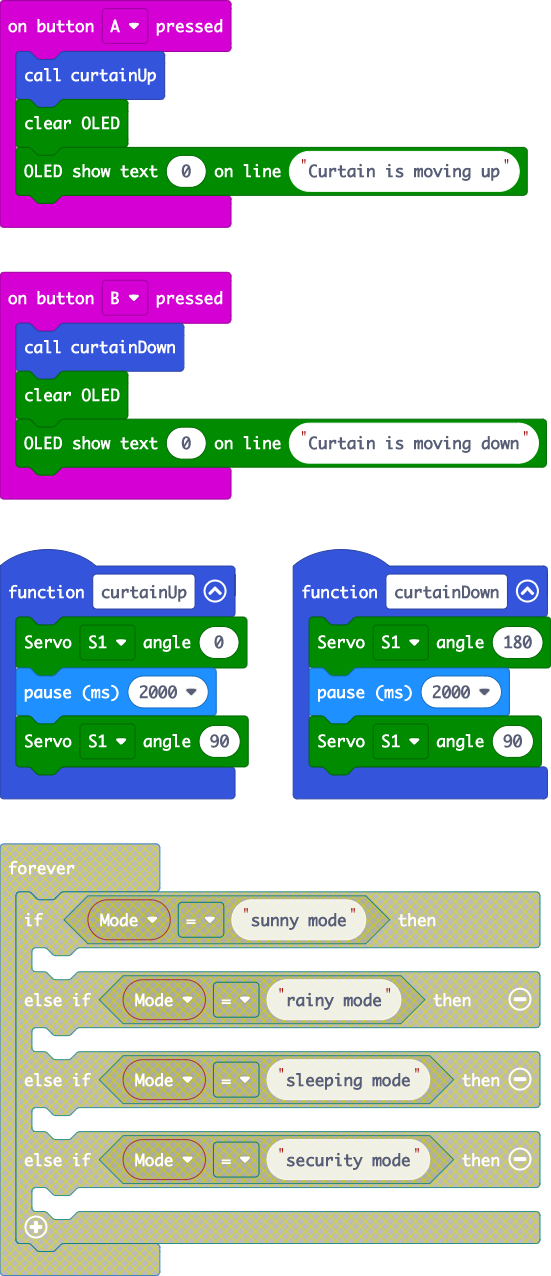 on button A pressed
call curtainUp
clear OLED
OLED show text 0 on line "Curtain is moving up"
on button B pressed
call curtainDown
clear OLED
OLED show text 0 on line "Curtain is moving down"
function curtainUp
Servo S1 angle 0
pause (ms) 2000
Servo S1 angle 90
function curtainDown
Servo S1 angle 180
pause (ms) 2000
Servo S1 angle 90
forever
if Mode = "sunny mode" then
else if Mode = "rainy mode" then
else if Mode = "sleeping mode" then
else if Mode = "security mode" then